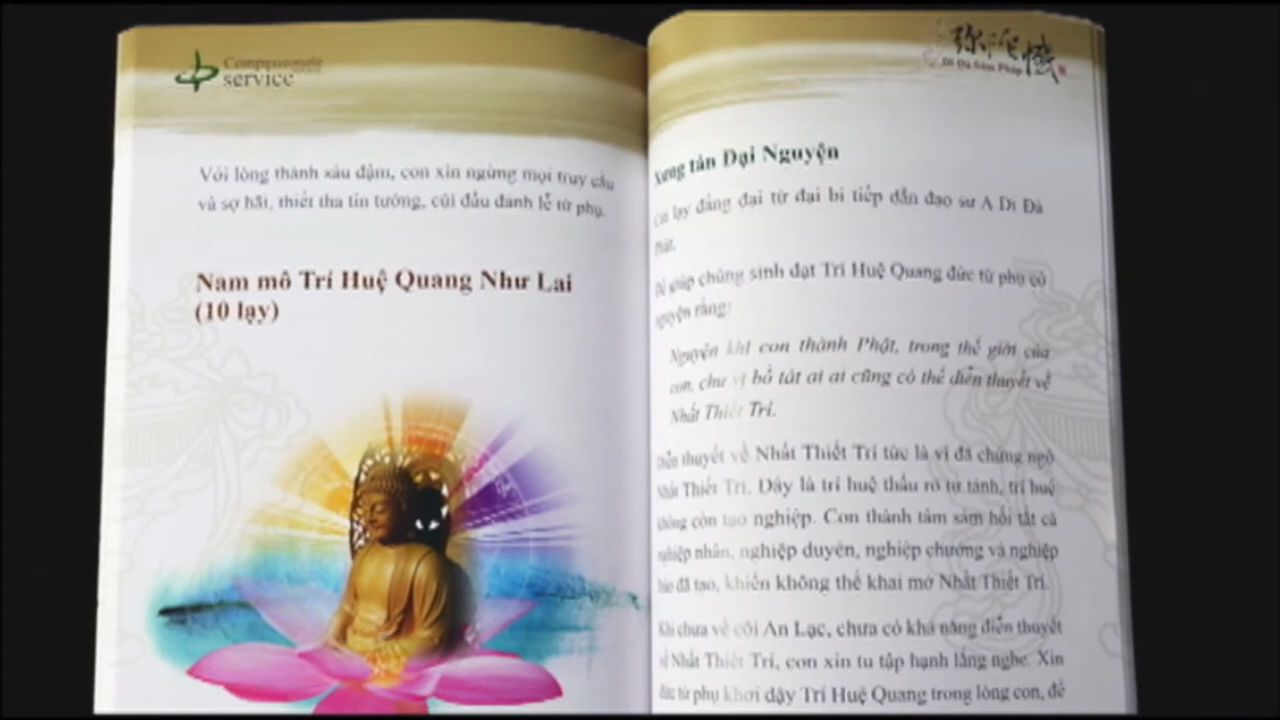 Compassionate
service
Với lòng thành sâu đậm, con xin ngừng mọi truy cầu
và sợ hãi, thiết tha tin tưởng, cúi đầu đảnh lễ từ phụ.
Nam mô Trí Huệ Quang Như Lai
(10 lạy)
Di Đà Sám Pháp
Xưng tán Đại Nguyện
Cúi lạy đấng đại từ đại bi tiếp dẫn đạo sư A Di Đà
Phật.
Để giúp chúng sinh đạt Trí Huệ Quang đức từ phụ có
nguyện rằng:
Nguyện khi con thành Phật, trong thế giới của
con, chư vị bồ tát ai ai cũng có thể diễn thuyết về
Nhất Thiết Trí.
Diễn thuyết về Nhất Thiết Trí tức là vì đã chứng ngộ
Nhất Thiết Trí. Đây là trí huệ thấu rõ tự tánh, trí huệ
không còn tạo nghiệp. Con thành tâm sám hối tất cả
nghiệp nhân, nghiệp duyên, nghiệp chướng và nghiệp
báo đã tạo, khiến không thể khai mở Nhất Thiết Trí.
Khi chưa về cõi An Lạc, chưa có khả năng diễn thuyết
về Nhất Thiết Trí, con xin tu tập hạnh lắng nghe. Xin
đức từ phụ khơi dậy Trí Huệ Quang trong lòng con, để